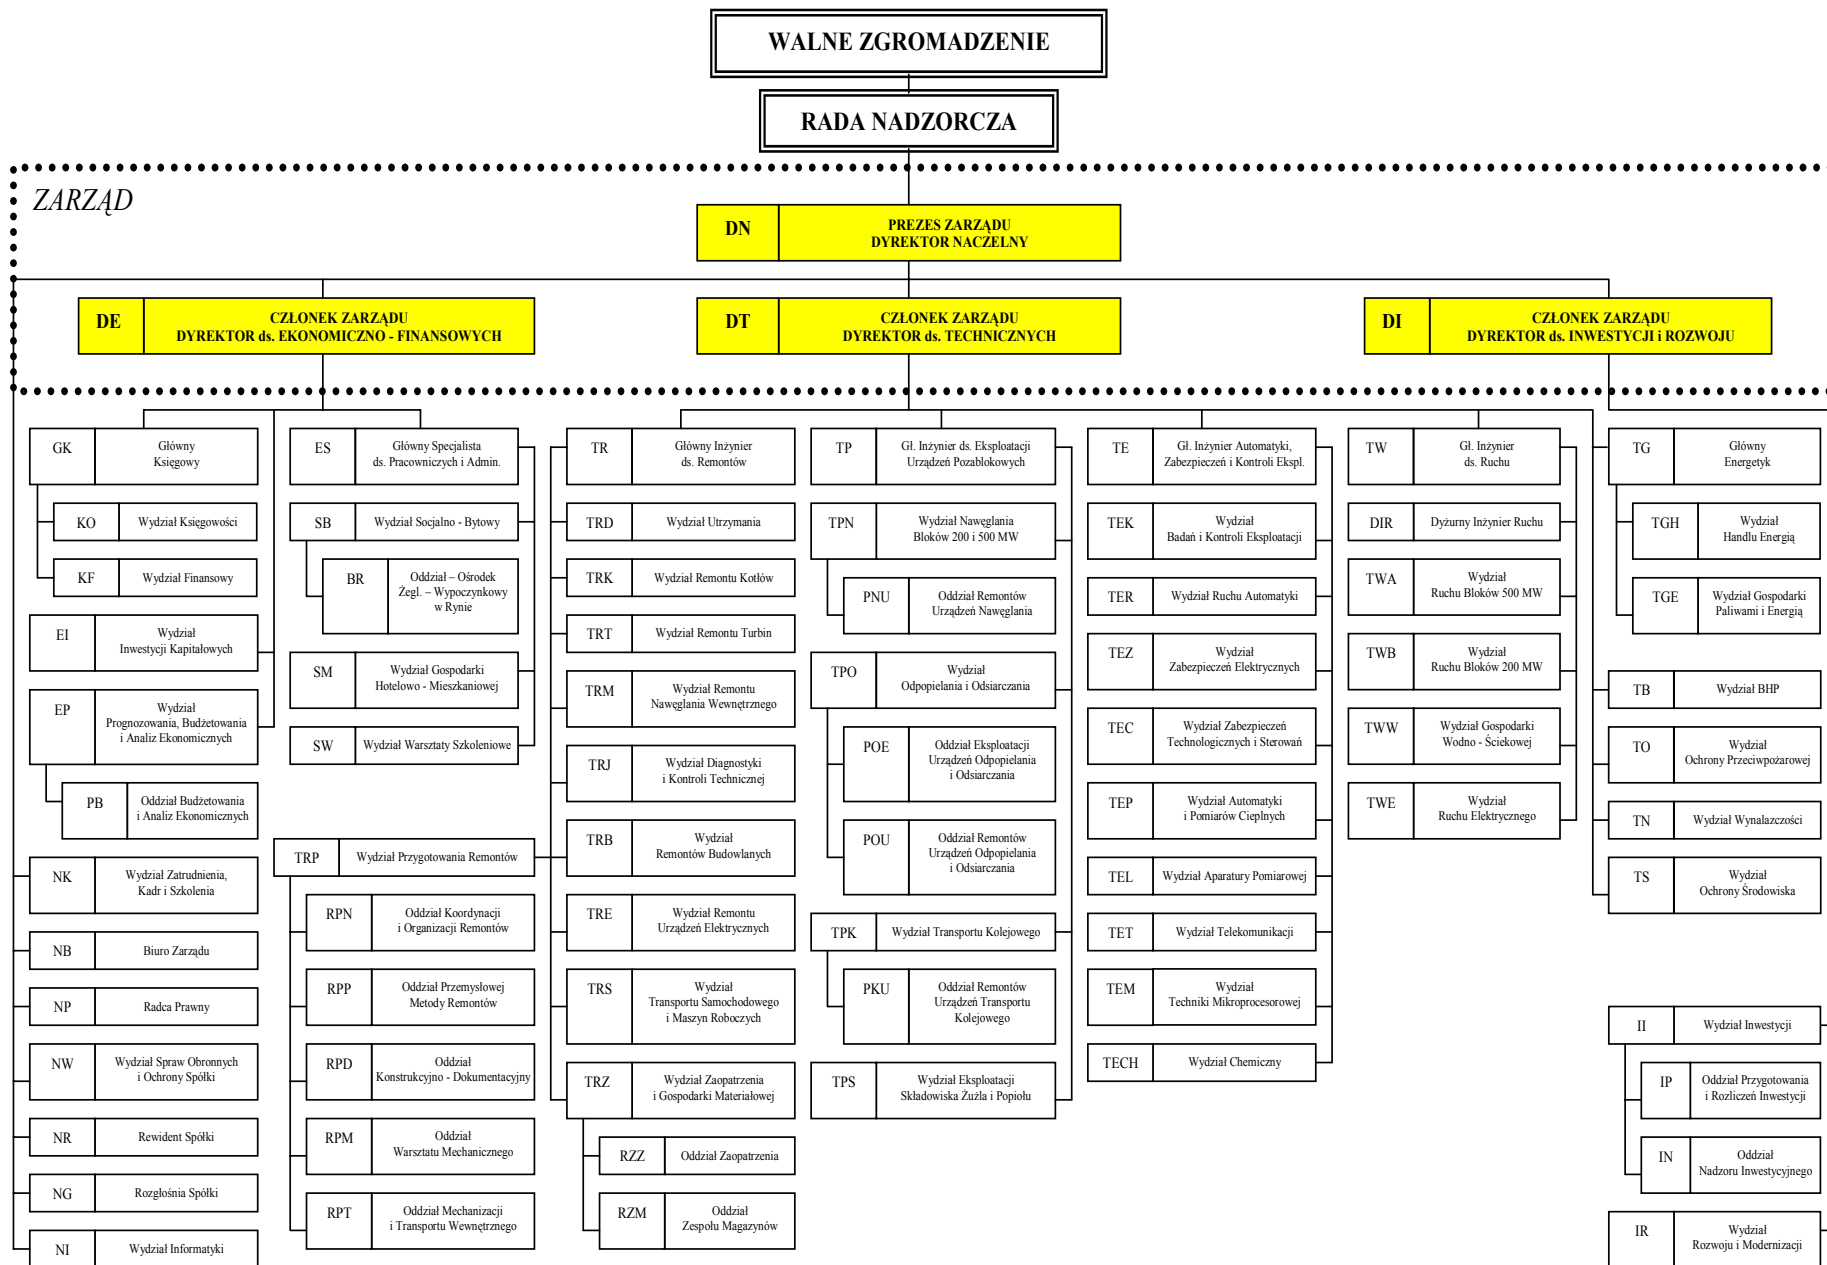 WALNE ZGROMADZENIE
RADA NADZORCZA
ZARZĄD
DN
PREZES ZARZĄDU
DYREKTOR NACZELNY
DE
CZŁONEK ZARZĄDU
DYREKTOR ds. EKONOMICZNO - FINANSOWYCH
DT
CZŁONEK ZARZĄDU
DYREKTOR ds. TECHNICZNYCH
DI
CZŁONEK ZARZĄDU
DYREKTOR ds. INWESTYCJI i ROZWOJU
GK
Główny
Księgowy
KO
Wydział Księgowości
KF
Wydział Finansowy
EI
Wydział
Inwestycji Kapitałowych
EP
Wydział
Prognozowania, Budżetowania
i Analiz Ekonomicznych
PB
Oddział Budżetowania
i Analiz Ekonomicznych
NK
Wydział Zatrudnienia,
Kadr i Szkolenia
NB
Biuro Zarządu
NP
Radca Prawny
NW
Wydział Spraw Obronnych
i Ochrony Spółki
NR
Rewident Spółki
NG
Rozgłośnia Spółki
NI
Wydział Informatyki
ES
Główny Specjalista
ds. Pracowniczych i Admin.
SB
Wydział Socjalno - Bytowy
BR
Oddział – Ośrodek
Żegl. – Wypoczynkowy
w Rynie
SM
Wydział Gospodarki
Hotelowo - Mieszkaniowej
SW
Wydział Warsztaty Szkoleniowe
TRP
Wydział Przygotowania Remontów
RPN
Oddział Koordynacji
i Organizacji Remontów
RPP
Oddział Przemysłowej
Metody Remontów
RPD
Oddział
Konstrukcyjno - Dokumentacyjny
RPM
Oddział
Warsztatu Mechanicznego
RPT
Oddział Mechanizacji
i Transportu Wewnętrznego
TR
Główny Inżynier
ds. Remontów
TRD
Wydział Utrzymania
TRK
Wydział Remontu Kotłów
TRT
Wydział Remontu Turbin
TRM
Wydział Remontu
Nawęglania Wewnętrznego
TRJ
Wydział Diagnostyki
i Kontroli Technicznej
TRB
Wydział
Remontów Budowlanych
TRE
Wydział Remontu
Urządzeń Elektrycznych
TRS
Wydział
Transportu Samochodowego
i Maszyn Roboczych
TRZ
Wydział Zaopatrzenia
i Gospodarki Materiałowej
RZZ
Oddział Zaopatrzenia
RZM
Oddział
Zespołu Magazynów
TP
Gł. Inżynier ds. Eksploatacji
Urządzeń Pozablokowych
TPN
Wydział Nawęglania
Bloków 200 i 500 MW
PNU
Oddział Remontów
Urządzeń Nawęglania
TPO
Wydział
Odpopielania i Odsiarczania
POE
Oddział Eksploatacji
Urządzeń Odpopielania
i Odsiarczania
POU
Oddział Remontów
Urządzeń Odpopielania
i Odsiarczania
TPK
Wydział Transportu Kolejowego
PKU
Oddział Remontów
Urządzeń Transportu
Kolejowego
TPS
Wydział Eksploatacji
Składowiska Żużla i Popiołu
TE
Gł. Inżynier Automatyki,
Zabezpieczeń i Kontroli Ekspl.
TEK
Wydział
Badań i Kontroli Eksploatacji
TER
Wydział Ruchu Automatyki
TEZ
Wydział
Zabezpieczeń Elektrycznych
TEC
Wydział Zabezpieczeń
Technologicznych i Sterowań
TEP
Wydział Automatyki
i Pomiarów Cieplnych
TEL
Wydział Aparatury Pomiarowej
TET
Wydział Telekomunikacji
TEM
Wydział
Techniki Mikroprocesorowej
TECH
Wydział Chemiczny
TW
Gł. Inżynier
ds. Ruchu
DIR
Dyżurny Inżynier Ruchu
TWA
Wydział
Ruchu Bloków 500 MW
TWB
Wydział
Ruchu Bloków 200 MW
TWW
Wydział Gospodarki
Wodno - Ściekowej
TWE
Wydział
Ruchu Elektrycznego
TG
Główny
Energetyk
TGH
Wydział
Handlu Energią
TGE
Wydział Gospodarki
Paliwami i Energią
TB
Wydział BHP
TO
Wydział
Ochrony Przeciwpożarowej
TN
Wydział Wynalazczości
TS
Wydział
Ochrony Środowiska
II
Wydział Inwestycji
IP
Oddział Przygotowania
i Rozliczeń Inwestycji
IN
Oddział
Nadzoru Inwestycyjnego
IR
Wydział
Rozwoju i Modernizacji